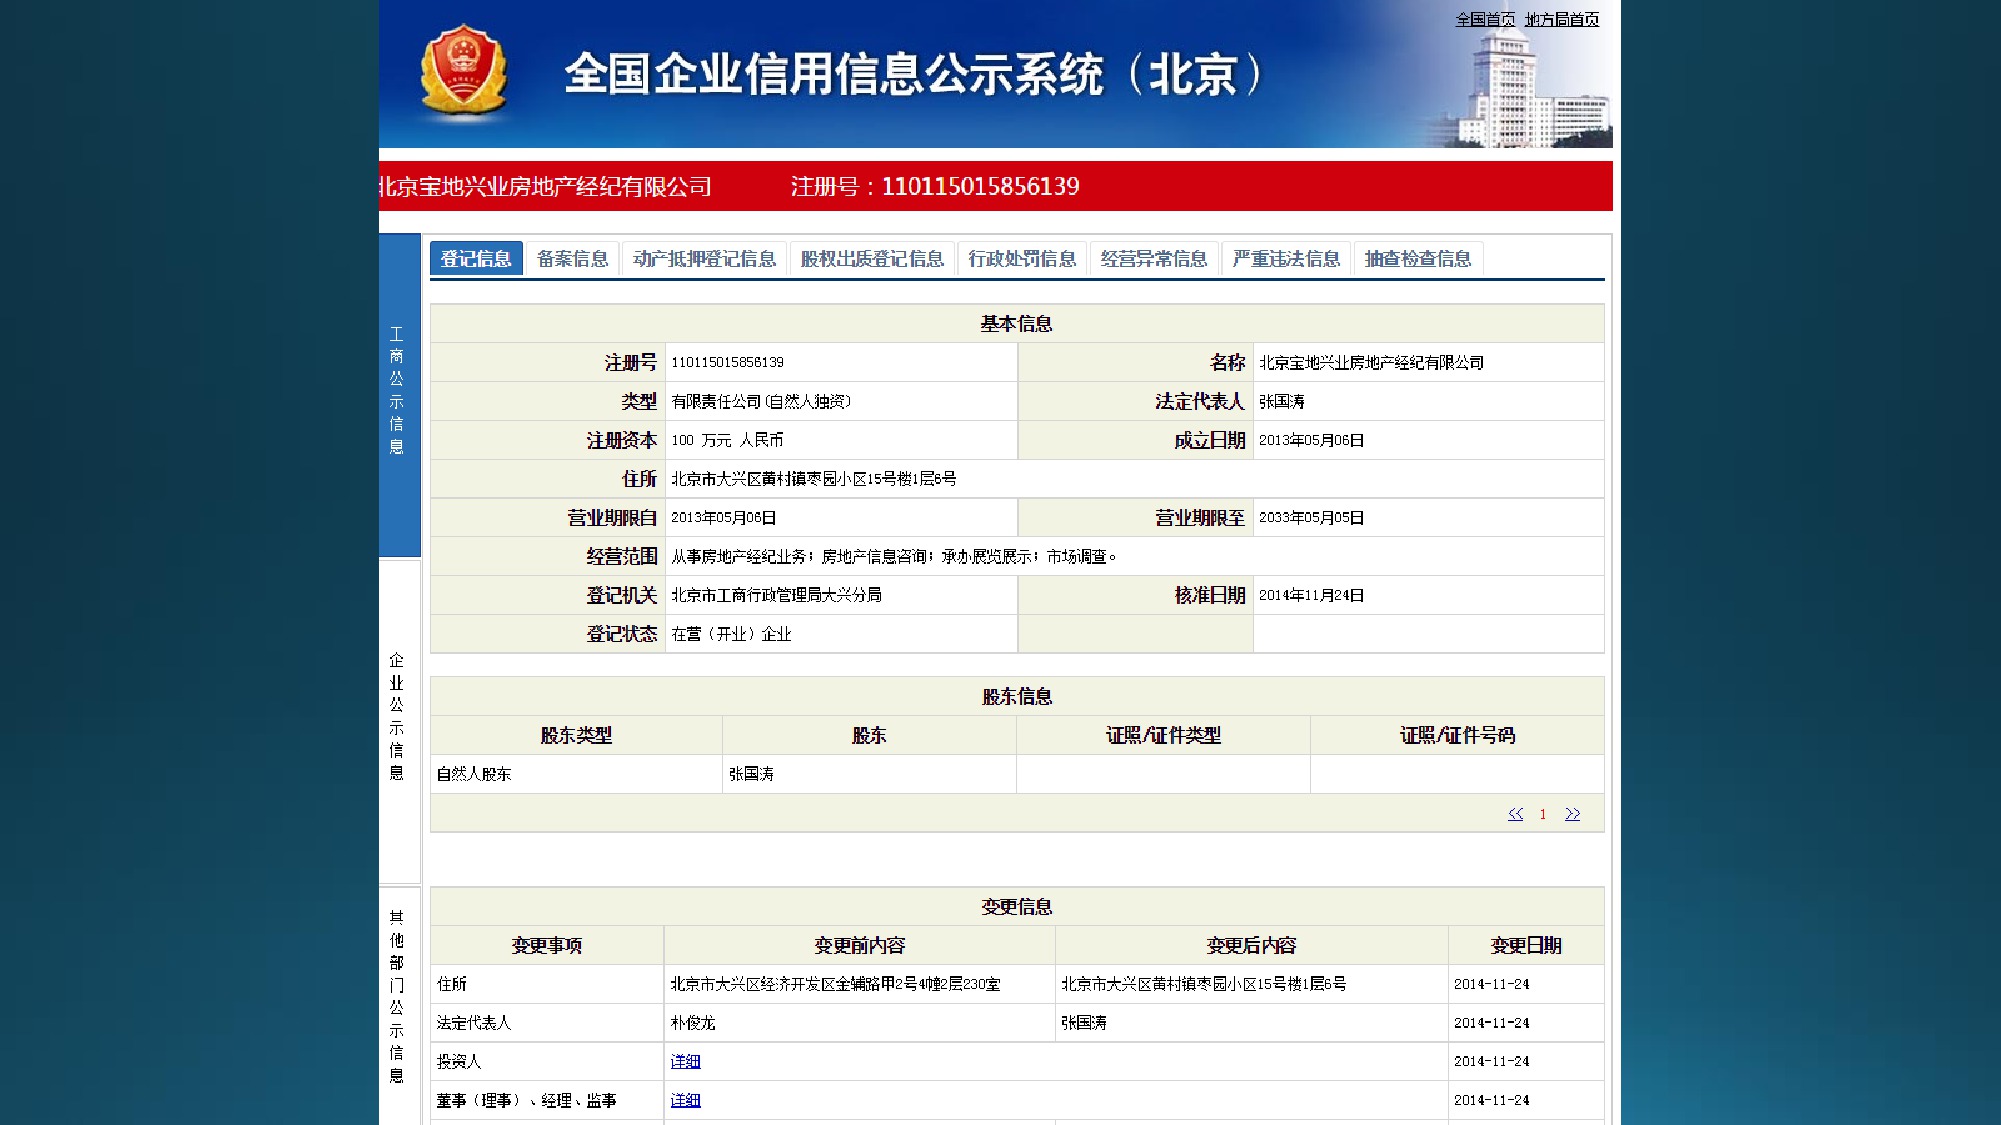 全国首页 地方局首页
全国企业信用信息公示系统（北京）
北京宝地兴业房地产经纪有限公司 注册号：110115015856139
工商公示信息
企业公示信息
其他部门公示信息
登记信息 备案信息 动产抵押登记信息 股权出质登记信息 行政处罚信息 经营异常信息 严重违法信息 抽查检查信息
基本信息
注册号 110115015856139 名称 北京宝地兴业房地产经纪有限公司
类型 有限责任公司(自然人独资) 法定代表人 张国涛
注册资本 100 万元 人民币 成立日期 2013年05月06日
住所 北京市大兴区黄村镇枣园小区15号楼1层6号
营业期限自 2013年05月06日 营业期限至 2033年05月05日
经营范围 从事房地产经纪业务；房地产信息咨询；承办展览展示；市场调查。
登记机关 北京市工商行政管理局大兴分局 核准日期 2014年11月24日
登记状态 在营（开业）企业
股东信息
股东类型 股东 证照/证件类型 证照/证件号码
自然人股东 张国涛
<< 1 >>
变更信息
变更事项 变更前内容 变更后内容 变更日期
住所 北京市大兴区经济开发区金辅路甲2号4幢2层230室 北京市大兴区黄村镇枣园小区15号楼1层6号 2014-11-24
法定代表人 朴俊龙 张国涛 2014-11-24
投资人 详细 2014-11-24
董事（理事）、经理、监事 详细 2014-11-24